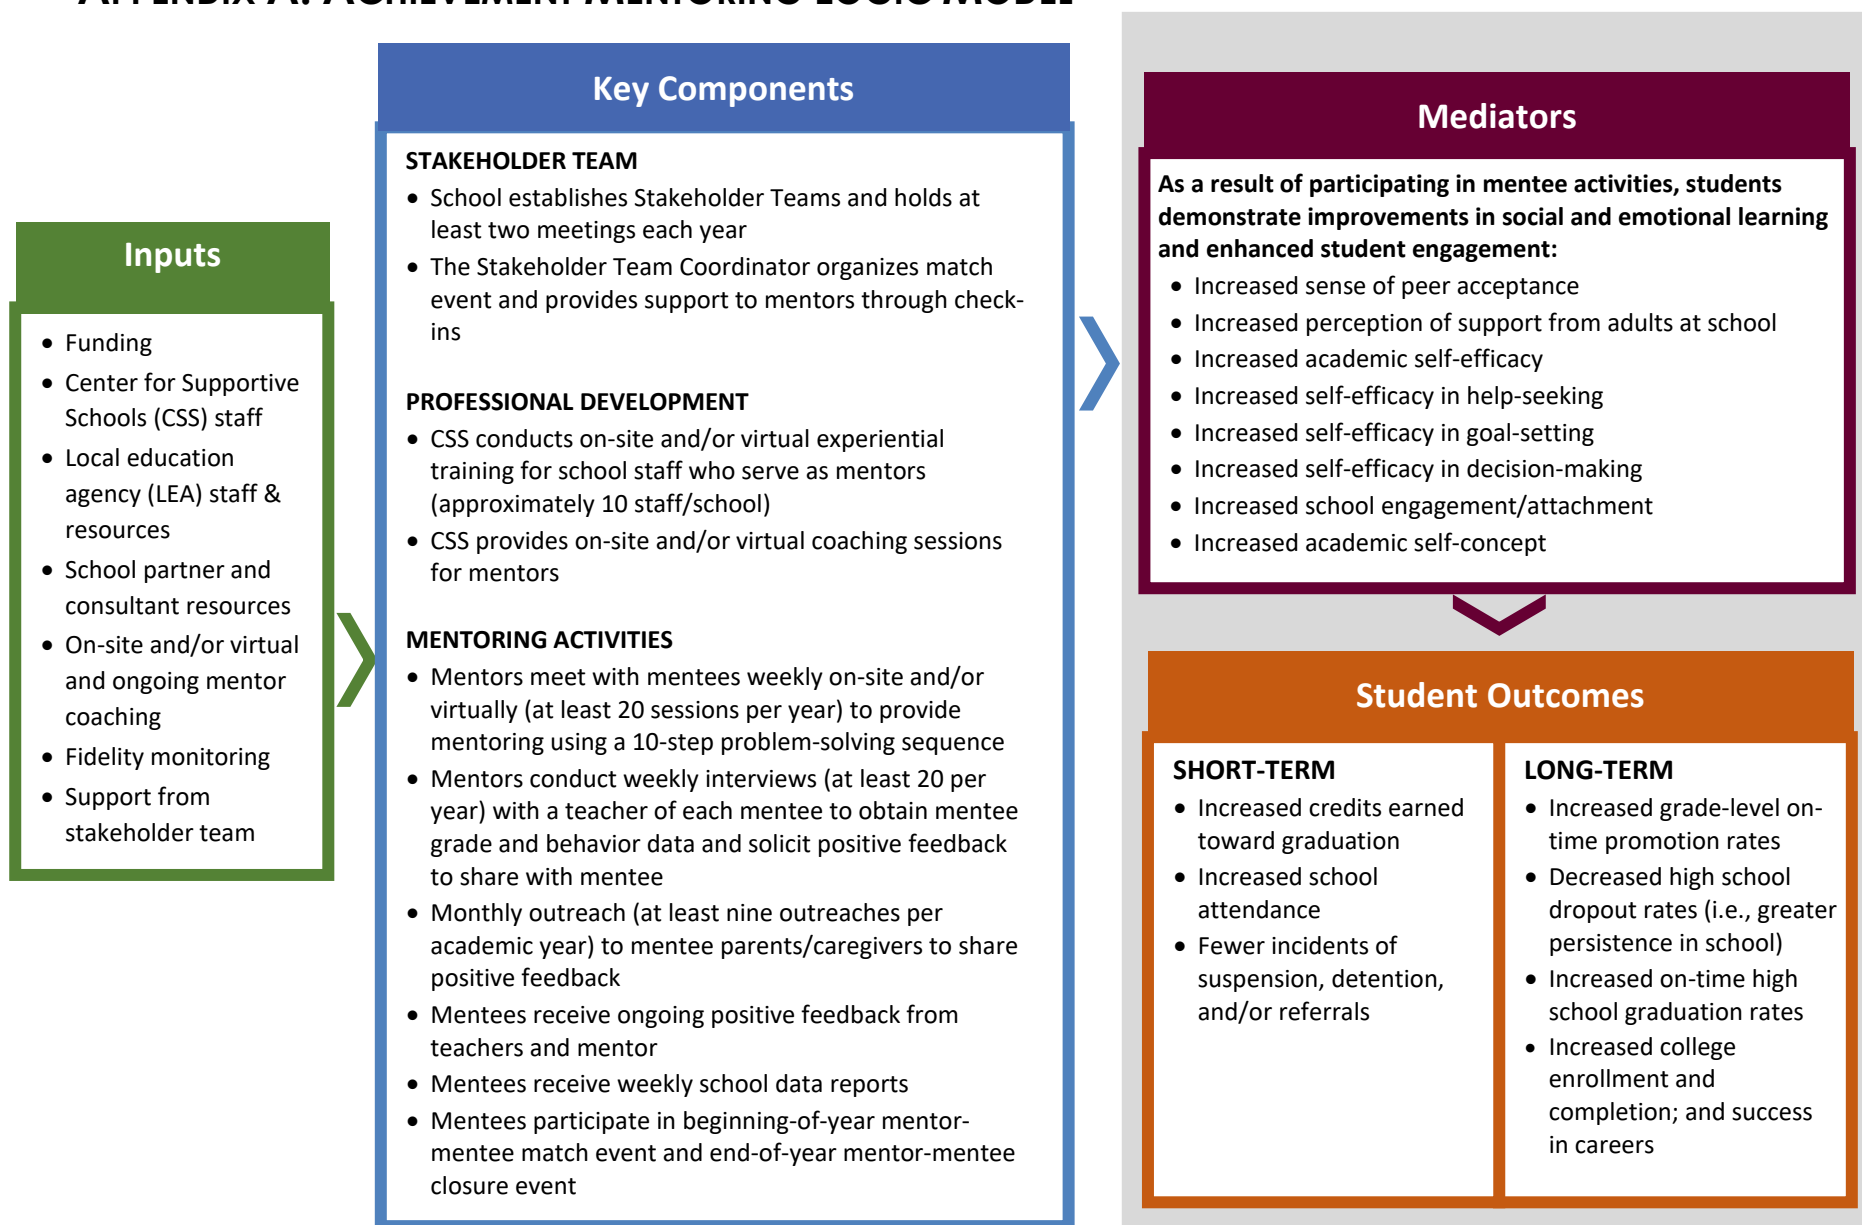 APPENDIX A: ACHIEVEMENT MENTORING LOGIC MODEL
Inputs
• Funding
• Center for Supportive
Schools (CSS) staff
• Local education
agency (LEA) staff &
resources
• School partner and
consultant resources
• On-site and/or virtual
and ongoing mentor
coaching
• Fidelity monitoring
• Support from
stakeholder team
Key Components
STAKEHOLDER TEAM
• School establishes Stakeholder Teams and holds at
least two meetings each year
• The Stakeholder Team Coordinator organizes match
event and provides support to mentors through check-
ins
PROFESSIONAL DEVELOPMENT
• CSS conducts on-site and/or virtual experiential
training for school staff who serve as mentors
(approximately 10 staff/school)
• CSS provides on-site and/or virtual coaching sessions
for mentors
MENTORING ACTIVITIES
• Mentors meet with mentees weekly on-site and/or
virtually (at least 20 sessions per year) to provide
mentoring using a 10-step problem-solving sequence
• Mentors conduct weekly interviews (at least 20 per
year) with a teacher of each mentee to obtain mentee
grade and behavior data and solicit positive feedback
to share with mentee
• Monthly outreach (at least nine outreaches per
academic year) to mentee parents/caregivers to share
positive feedback
• Mentees receive ongoing positive feedback from
teachers and mentor
• Mentees receive weekly school data reports
• Mentees participate in beginning-of-year mentor-
mentee match event and end-of-year mentor-mentee
closure event
Mediators
As a result of participating in mentee activities, students
demonstrate improvements in social and emotional learning
and enhanced student engagement:
• Increased sense of peer acceptance
• Increased perception of support from adults at school
• Increased academic self-efficacy
• Increased self-efficacy in help-seeking
• Increased self-efficacy in goal-setting
• Increased self-efficacy in decision-making
• Increased school engagement/attachment
• Increased academic self-concept
Student Outcomes
SHORT-TERM
• Increased credits earned
toward graduation
• Increased school
attendance
• Fewer incidents of
suspension, detention,
and/or referrals
LONG-TERM
• Increased grade-level on-
time promotion rates
• Decreased high school
dropout rates (i.e., greater
persistence in school)
• Increased on-time high
school graduation rates
• Increased college
enrollment and
completion; and success
in careers